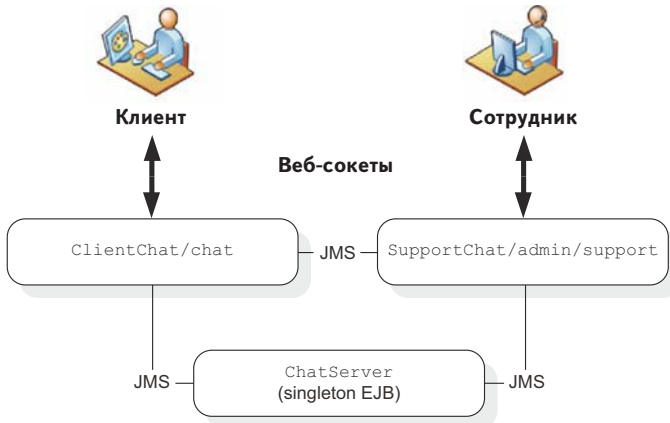 Клиент
Сотрудник
Веб-сокеты
ClientChat/chat
JMS
SupportChat/admin/support
JMS
ChatServer
(singleton EJB)
JMS